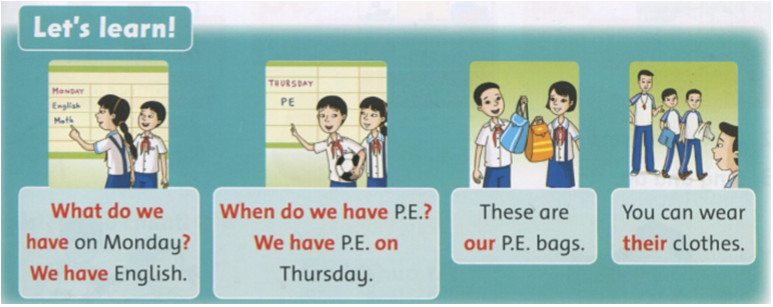 Let's learn!
MONDAY
English
Math
THURSDAY
PE
What do we
have on Monday?
We have English.
When do we have P.E.?
We have P.E. on
Thursday.
These are
our P.E. bags.
You can wear
their clothes.